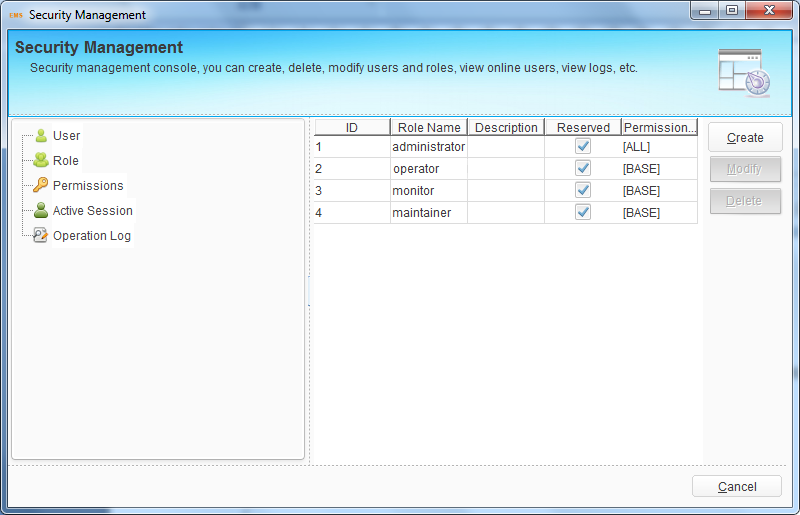 EMS Security Management
Security Management
Security management console, you can create, delete, modify users and roles, view online users, view logs, etc.
User
Role
Permissions
Active Session
Operation Log
ID Role Name Description Reserved Permission...
1 administrator [ALL]
2 operator [BASE]
3 monitor [BASE]
4 maintainer [BASE]
Create
Modify
Delete
Cancel